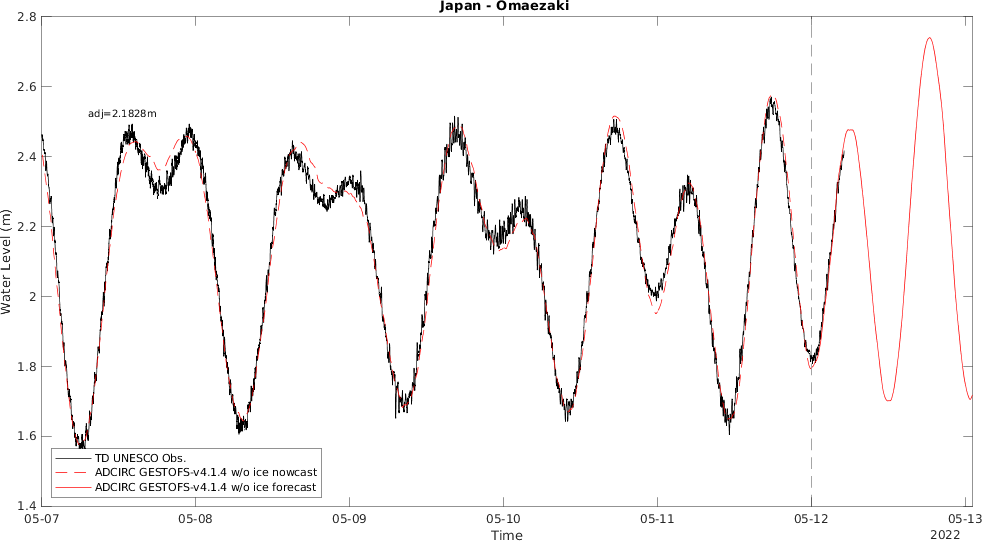 Japan - Omaezaki
2.8
2.6
2.4
2.2
2
1.8
1.6
1.4
Water Level (m)
adj=2.1828m
TD UNESCO Obs.
ADCIRC GESTOFS-v4.1.4 w/o ice nowcast
ADCIRC GESTOFS-v4.1.4 w/o ice forecast
05-07 05-08 05-09 05-10 05-11 05-12 05-13
Time
2022